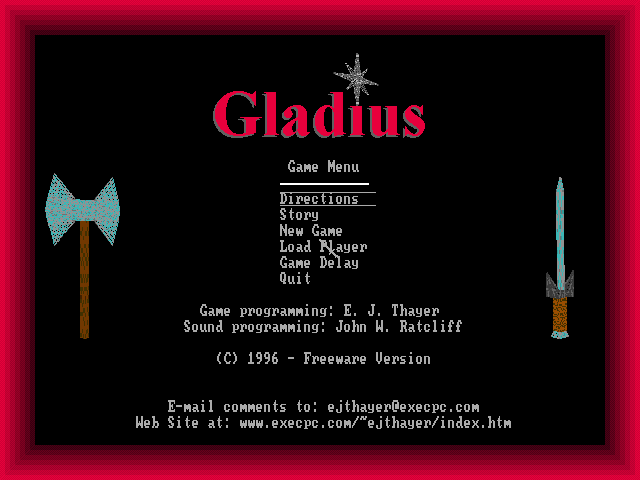 Gladius
Game Menu
Directions
Story
New Game
Load Player
Game Delay
Quit
Game programming: E. J. Thayer
Sound programming: John W. Ratcliff
(C) 1996 - Freeware Version
E-mail comments to: ejthayer@execpc.com
Web Site at: www.execpc.com/~ejthayer/index.htm